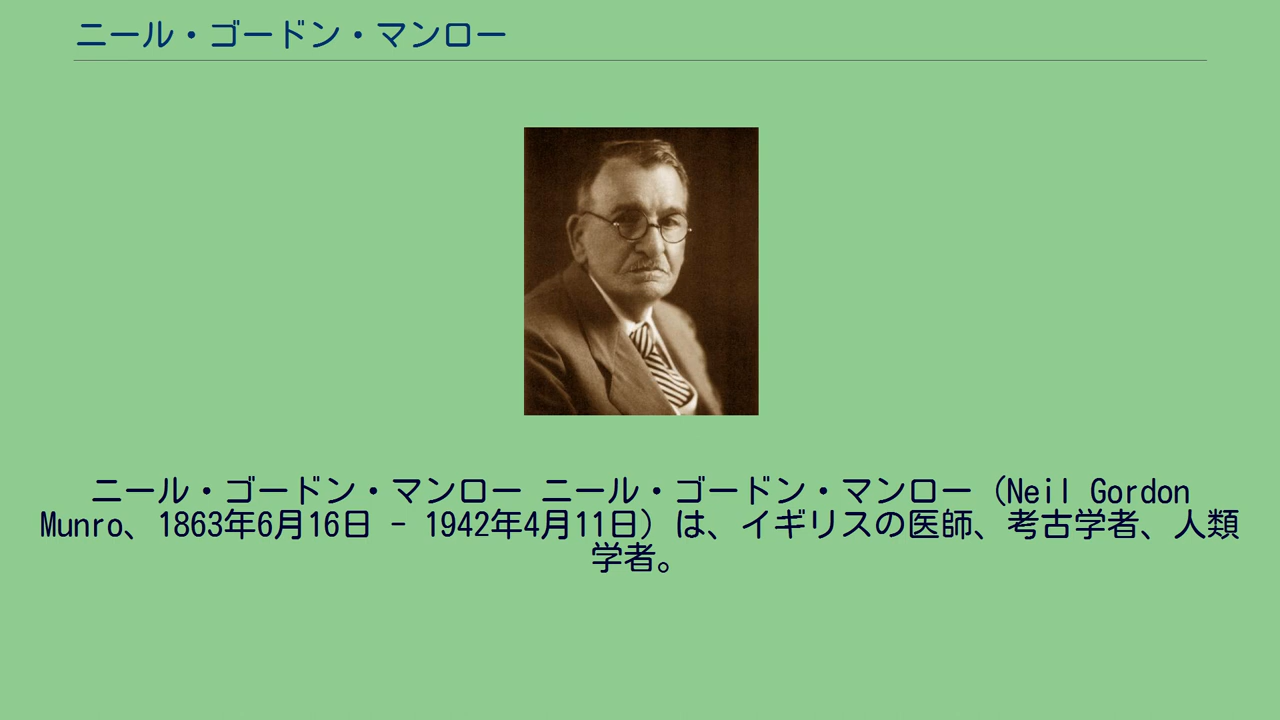 ニール・ゴードン・マンロー
ニール・ゴードン・マンロー ニール・ゴードン・マンロー（Neil Gordon
Munro、1863年6月16日 - 1942年4月11日）は、イギリスの医師、考古学者、人類
学者。